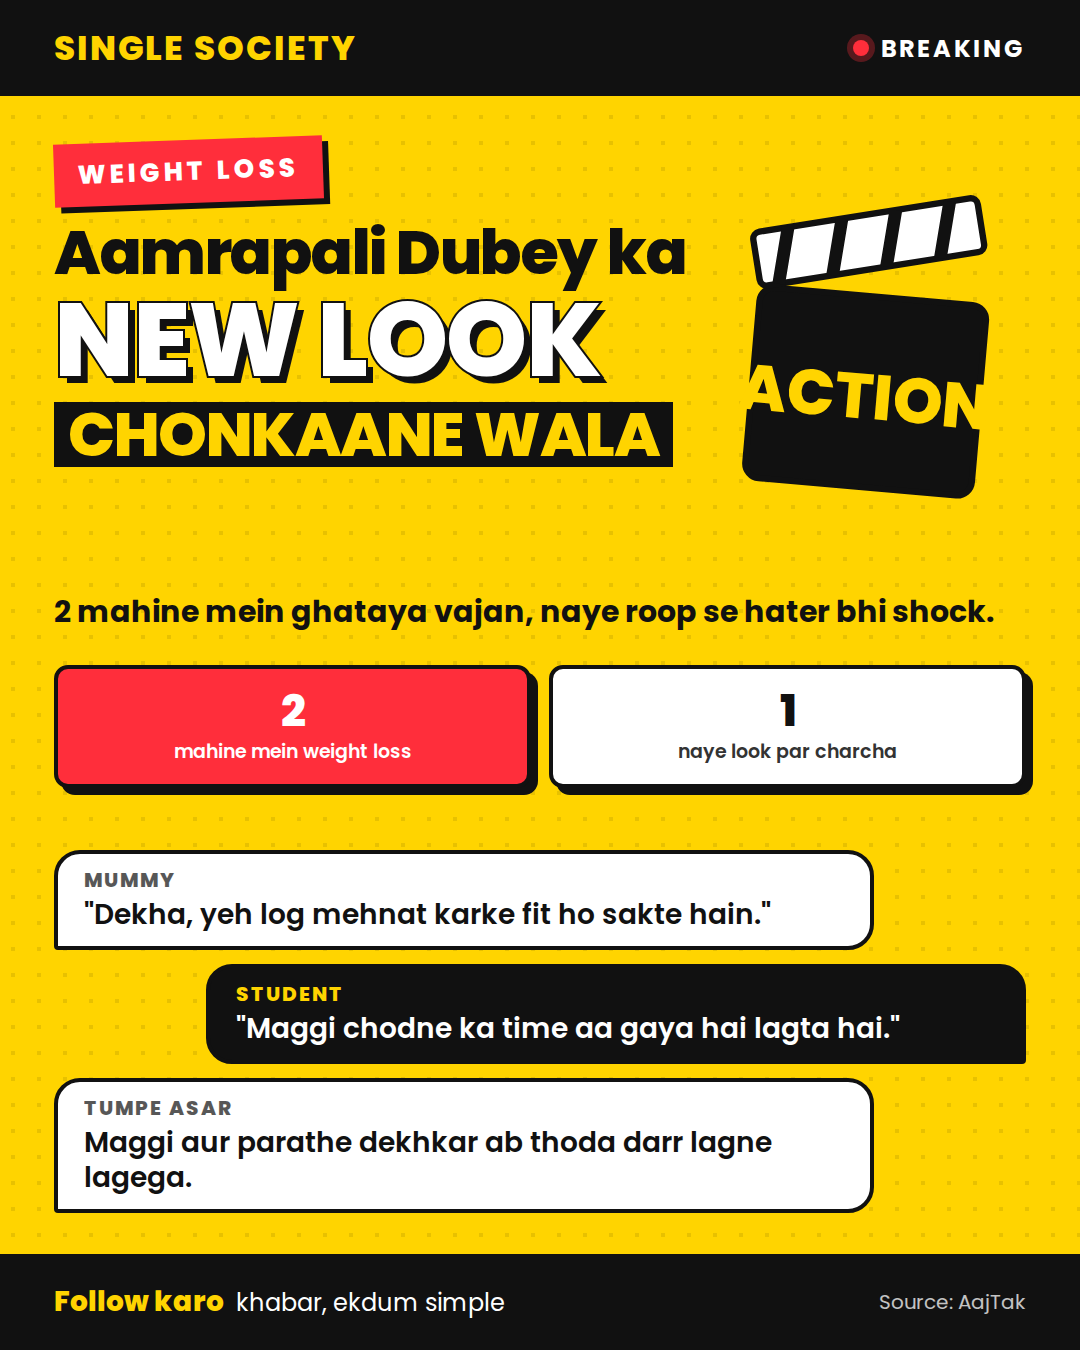 SINGLE SOCIETY
BREAKING
WEIGHT LOSS
Aamrapali Dubey ka
NEW LOOK
CHONKAANE WALA
ACTION
2 mahine mein ghataya vajan, naye roop se hater bhi shock.
2
mahine mein weight loss
1
naye look par charcha
MUMMY
"Dekha, yeh log mehnat karke fit ho sakte hain."
STUDENT
"Maggi chodne ka time aa gaya hai lagta hai."
TUMPE ASAR
Maggi aur parathe dekhkar ab thoda darr lagne
lagega.
Follow karo khabar, ekdum simple
Source: AajTak